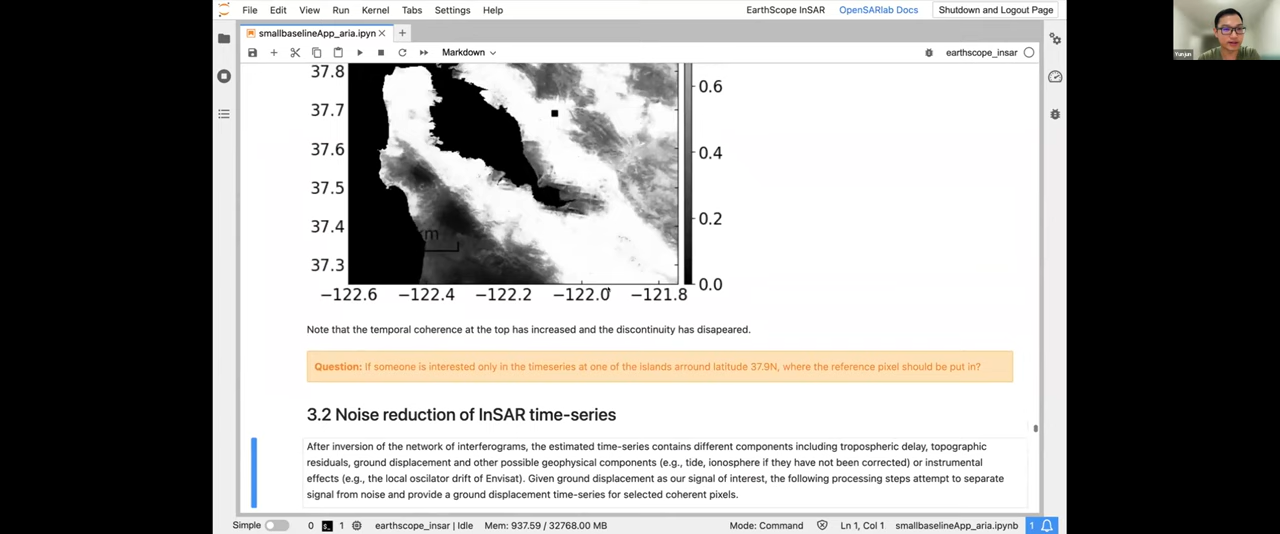 File Edit View Run Kernel Tabs Settings Help EarthScope InSAR OpenSARlab Docs Shutdown and Logout Page
smallbaselineApp_aria.ipyn
Markdown earthscope_insar
37.8
37.7
37.6
37.5
37.4
37.3
km
−122.6 −122.4 −122.2 −122.0 −121.8
0.6
0.4
0.2
0.0
Note that the temporal coherence at the top has increased and the discontinuity has disapeared.
Question: If someone is interested only in the timeseries at one of the islands arround latitude 37.9N, where the reference pixel should be put in?
3.2 Noise reduction of InSAR time-series
After inversion of the network of interferograms, the estimated time-series contains different components including tropospheric delay, topographic
residuals, ground displacement and other possible geophysical components (e.g., tide, ionosphere if they have not been corrected) or instrumental
effects (e.g., the local oscilator drift of Envisat). Given ground displacement as our signal of interest, the following processing steps attempt to separate
signal from noise and provide a ground displacement time-series for selected coherent pixels.
Simple 0 1 earthscope_insar | Idle Mem: 937.59 / 32768.00 MB Mode: Command Ln 1, Col 1 smallbaselineApp_aria.ipynb 1
Yunjun